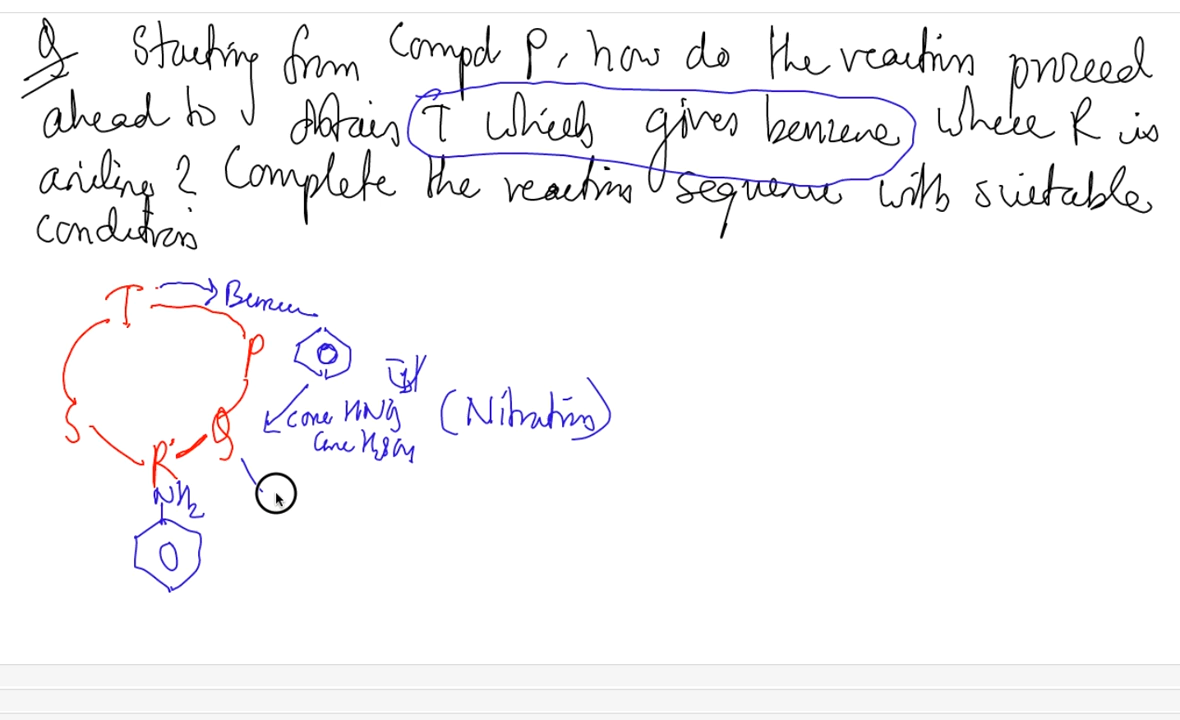 Q Starting from Compd P, how do the reaction proceed
ahead to obtain T which gives benzene where R is
aniline ? Complete the reaction sequence with suitable
conditions
T → Benzene
P
conc HNO3 (Nitration)
Conc H2SO4
S
Q
R
NH2